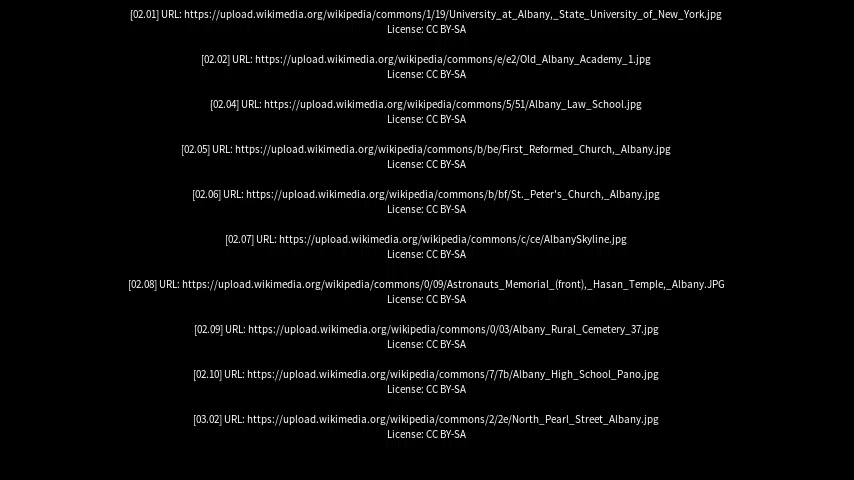 [02.01] URL: https://upload.wikimedia.org/wikipedia/commons/1/19/University_at_Albany,_State_University_of_New_York.jpg
License: CC BY-SA
[02.02] URL: https://upload.wikimedia.org/wikipedia/commons/e/e2/Old_Albany_Academy_1.jpg
License: CC BY-SA
[02.04] URL: https://upload.wikimedia.org/wikipedia/commons/5/51/Albany_Law_School.jpg
License: CC BY-SA
[02.05] URL: https://upload.wikimedia.org/wikipedia/commons/b/be/First_Reformed_Church,_Albany.jpg
License: CC BY-SA
[02.06] URL: https://upload.wikimedia.org/wikipedia/commons/b/bf/St._Peter's_Church,_Albany.jpg
License: CC BY-SA
[02.07] URL: https://upload.wikimedia.org/wikipedia/commons/c/ce/AlbanySkyline.jpg
License: CC BY-SA
[02.08] URL: https://upload.wikimedia.org/wikipedia/commons/0/09/Astronauts_Memorial_(front),_Hasan_Temple,_Albany.JPG
License: CC BY-SA
[02.09] URL: https://upload.wikimedia.org/wikipedia/commons/0/03/Albany_Rural_Cemetery_37.jpg
License: CC BY-SA
[02.10] URL: https://upload.wikimedia.org/wikipedia/commons/7/7b/Albany_High_School_Pano.jpg
License: CC BY-SA
[03.02] URL: https://upload.wikimedia.org/wikipedia/commons/2/2e/North_Pearl_Street_Albany.jpg
License: CC BY-SA